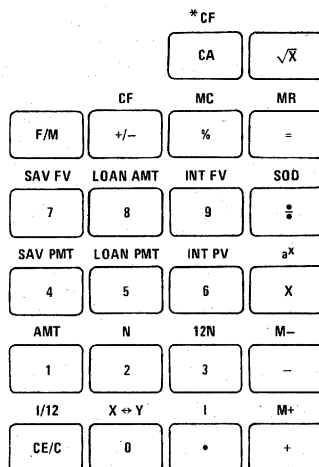 *CF
CA √X
CF MC MR
F/M +/– % =
SAV FV LOAN AMT INT FV SOD
7 8 9 ÷
SAV PMT LOAN PMT INT PV aˣ
4 5 6 X
AMT N 12N M–
1 2 3 –
I/12 X↔Y I M+
CE/C 0 • +